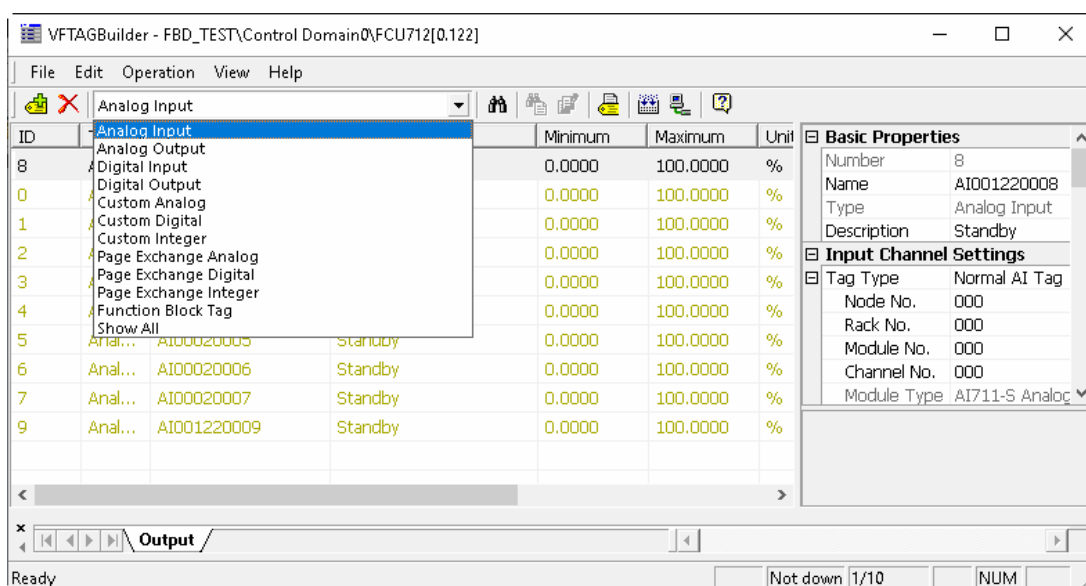 VFTAGBuilder - FBD_TEST\Control Domain0\FCU712[0.122]
File Edit Operation View Help
Analog Input
ID Minimum Maximum Unit
Analog Input
Analog Output
Digital Input
Digital Output
Custom Analog
Custom Digital
Custom Integer
Page Exchange Analog
Page Exchange Digital
Page Exchange Integer
Function Block Tag
Show All
8 0.0000 100.0000 %
0 0.0000 100.0000 %
1 0.0000 100.0000 %
2 0.0000 100.0000 %
3 0.0000 100.0000 %
4 0.0000 100.0000 %
5 Anal... AI00020005 Standby 0.0000 100.0000 %
6 Anal... AI00020006 Standby 0.0000 100.0000 %
7 Anal... AI00020007 Standby 0.0000 100.0000 %
9 Anal... AI001220009 Standby 0.0000 100.0000 %
Basic Properties
Number 8
Name AI001220008
Type Analog Input
Description Standby
Input Channel Settings
Tag Type Normal AI Tag
Node No. 000
Rack No. 000
Module No. 000
Channel No. 000
Module Type AI711-S Analog
Output
Ready Not down 1/10 NUM